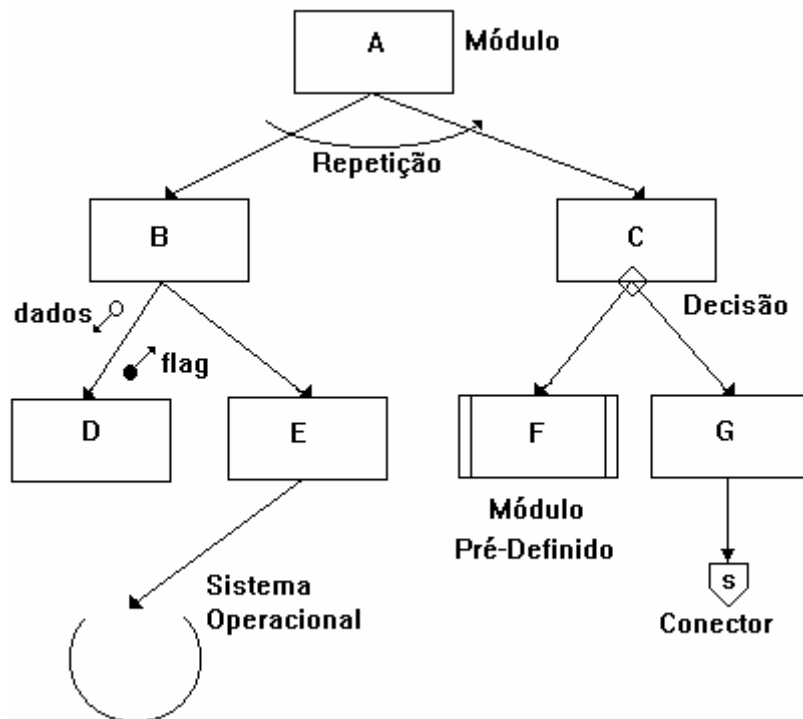 A
Módulo
Repetição
B
C
dados
Decisão
flag
D
E
F
G
Módulo
Pré-Definido
Sistema
Operacional
s
Conector